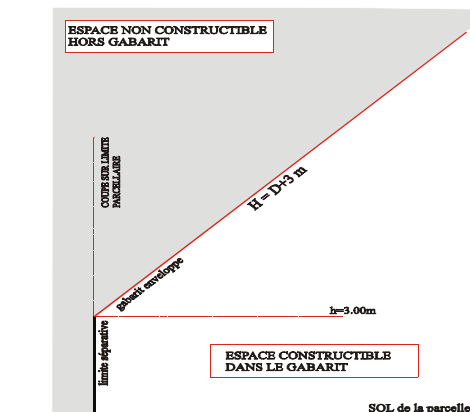 ESPACE NON CONSTRUCTIBLE
HORS GABARIT
COUPE SUR LIMITE
PARCELLAIRE
H = D+3 m
gabarit enveloppe
h=3.00m
limite séparative
ESPACE CONSTRUCTIBLE
DANS LE GABARIT
SOL de la parcelle